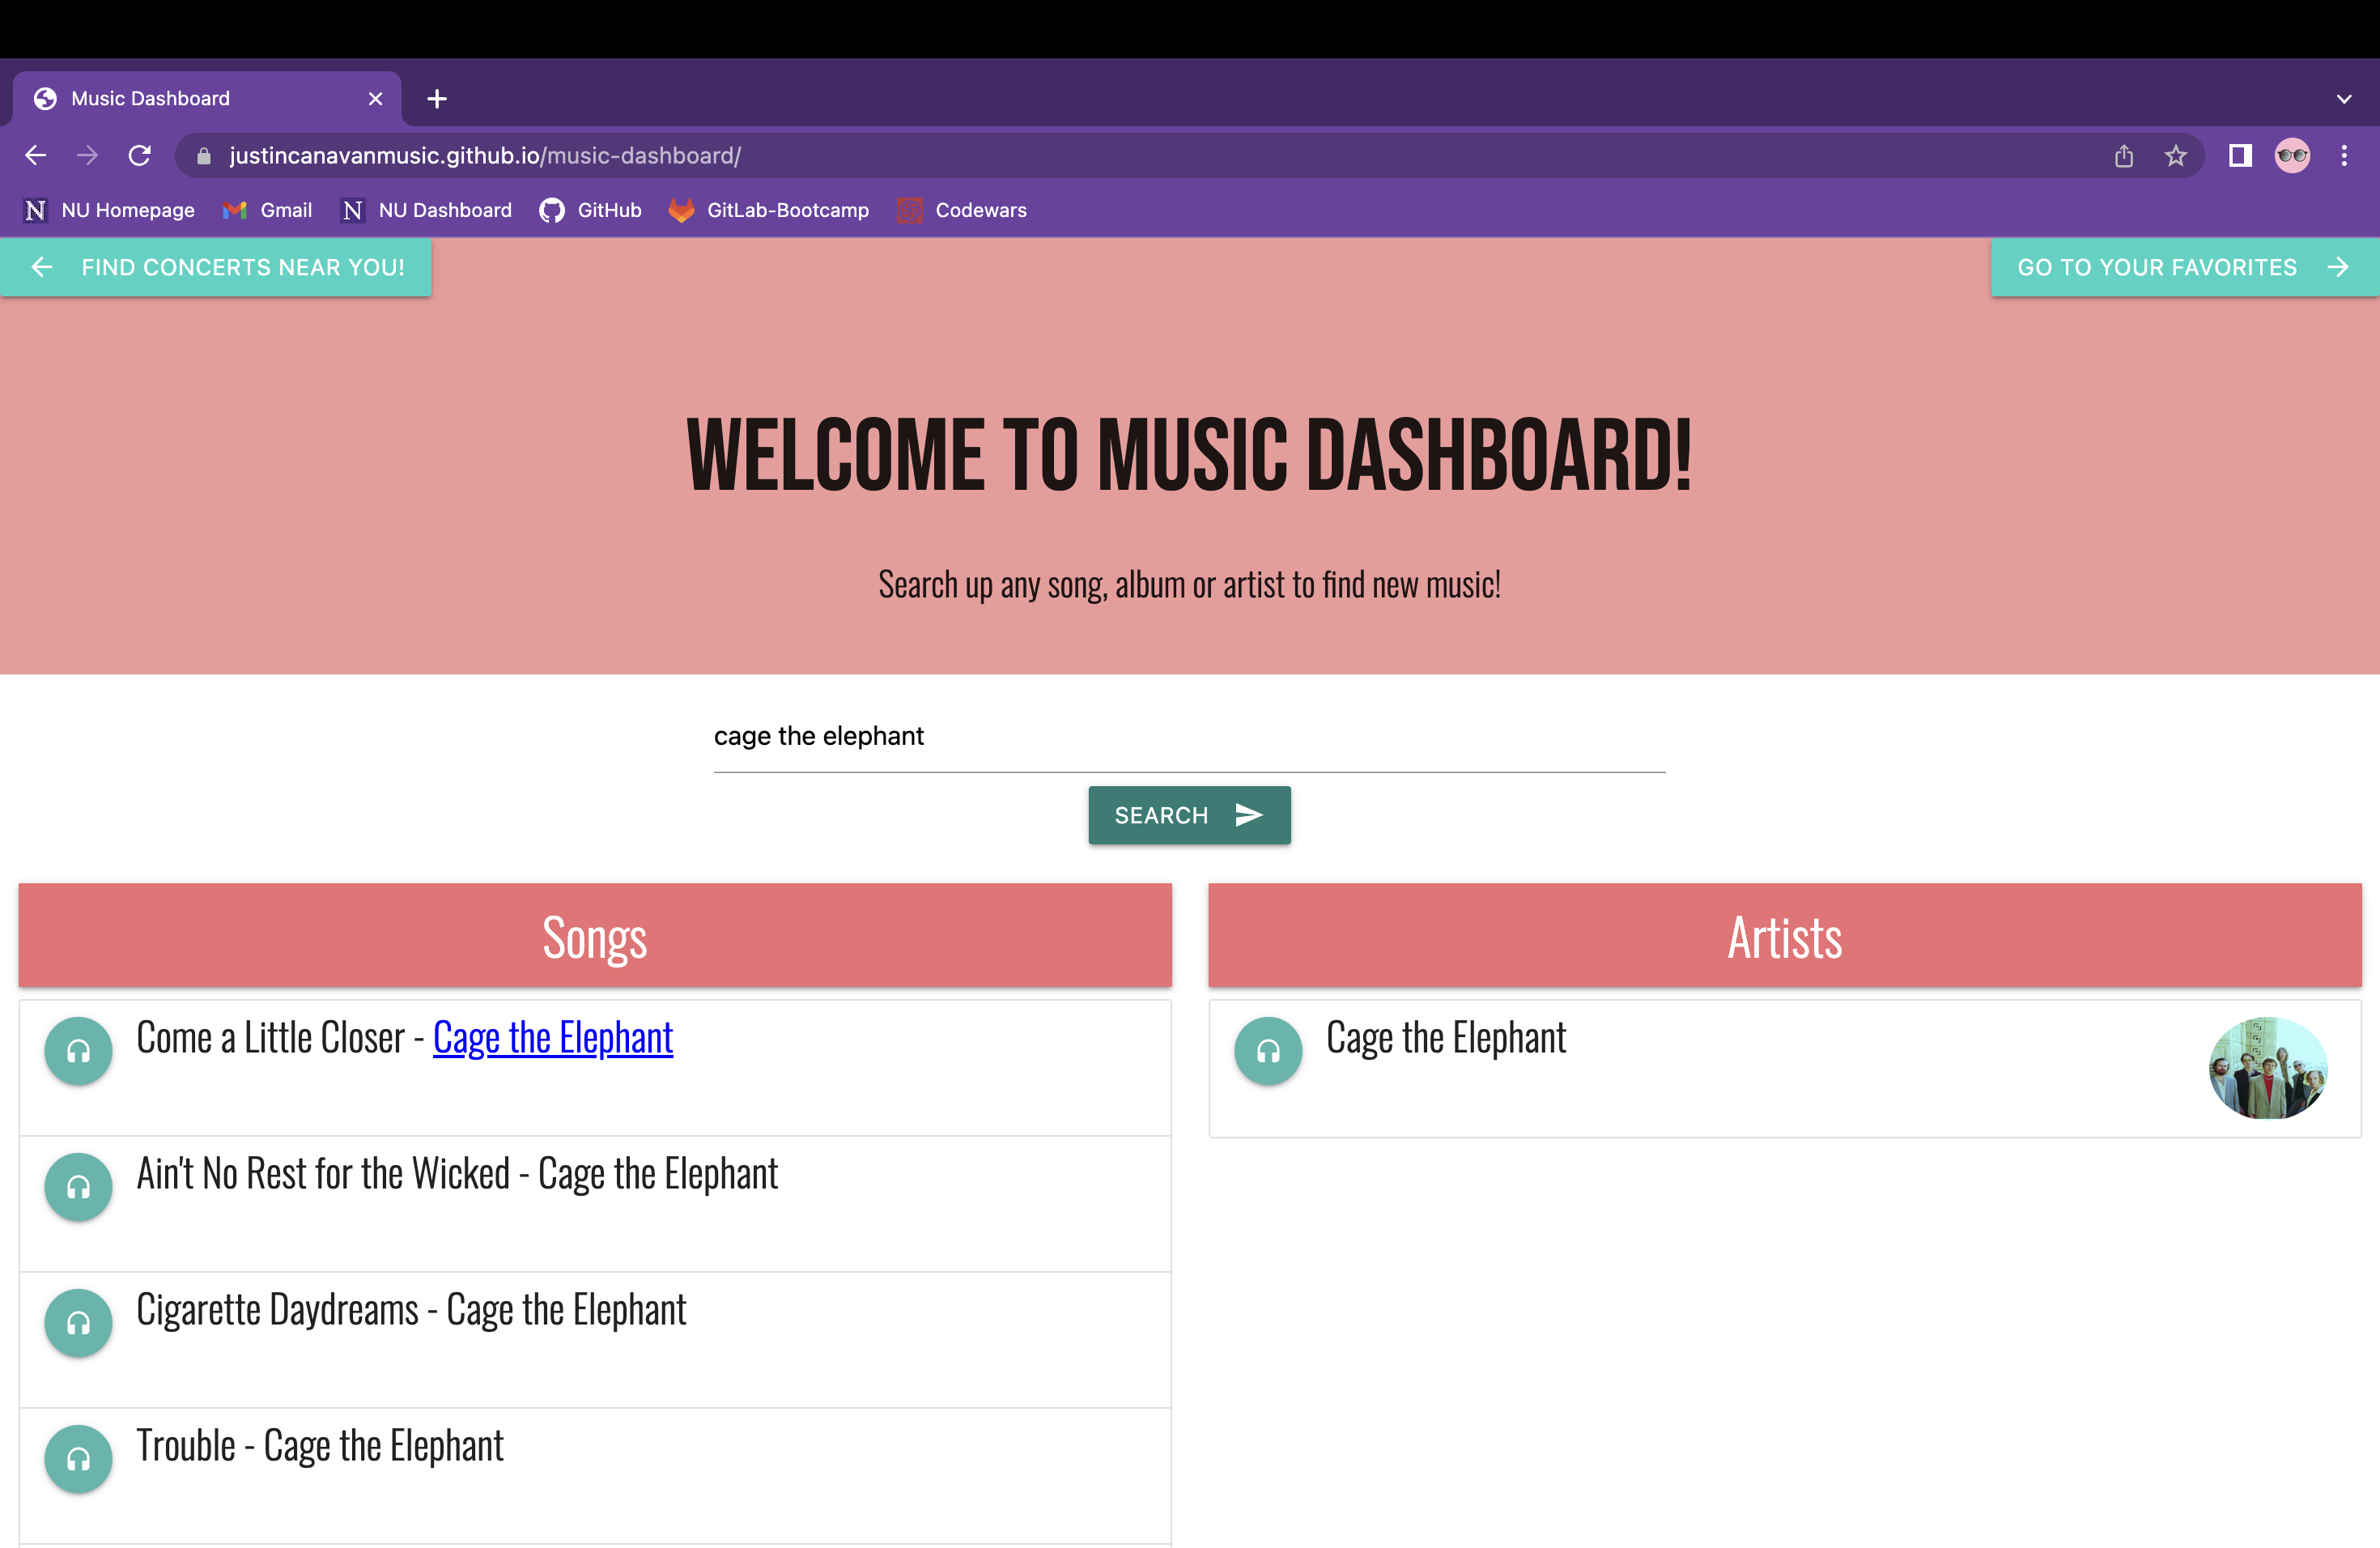 Music Dashboard
justincanavanmusic.github.io/music-dashboard/
N NU Homepage Gmail N NU Dashboard GitHub GitLab-Bootcamp Codewars
FIND CONCERTS NEAR YOU! GO TO YOUR FAVORITES
WELCOME TO MUSIC DASHBOARD!
Search up any song, album or artist to find new music!
cage the elephant
SEARCH
Songs Artists
Come a Little Closer - Cage the Elephant Cage the Elephant
Ain't No Rest for the Wicked - Cage the Elephant
Cigarette Daydreams - Cage the Elephant
Trouble - Cage the Elephant